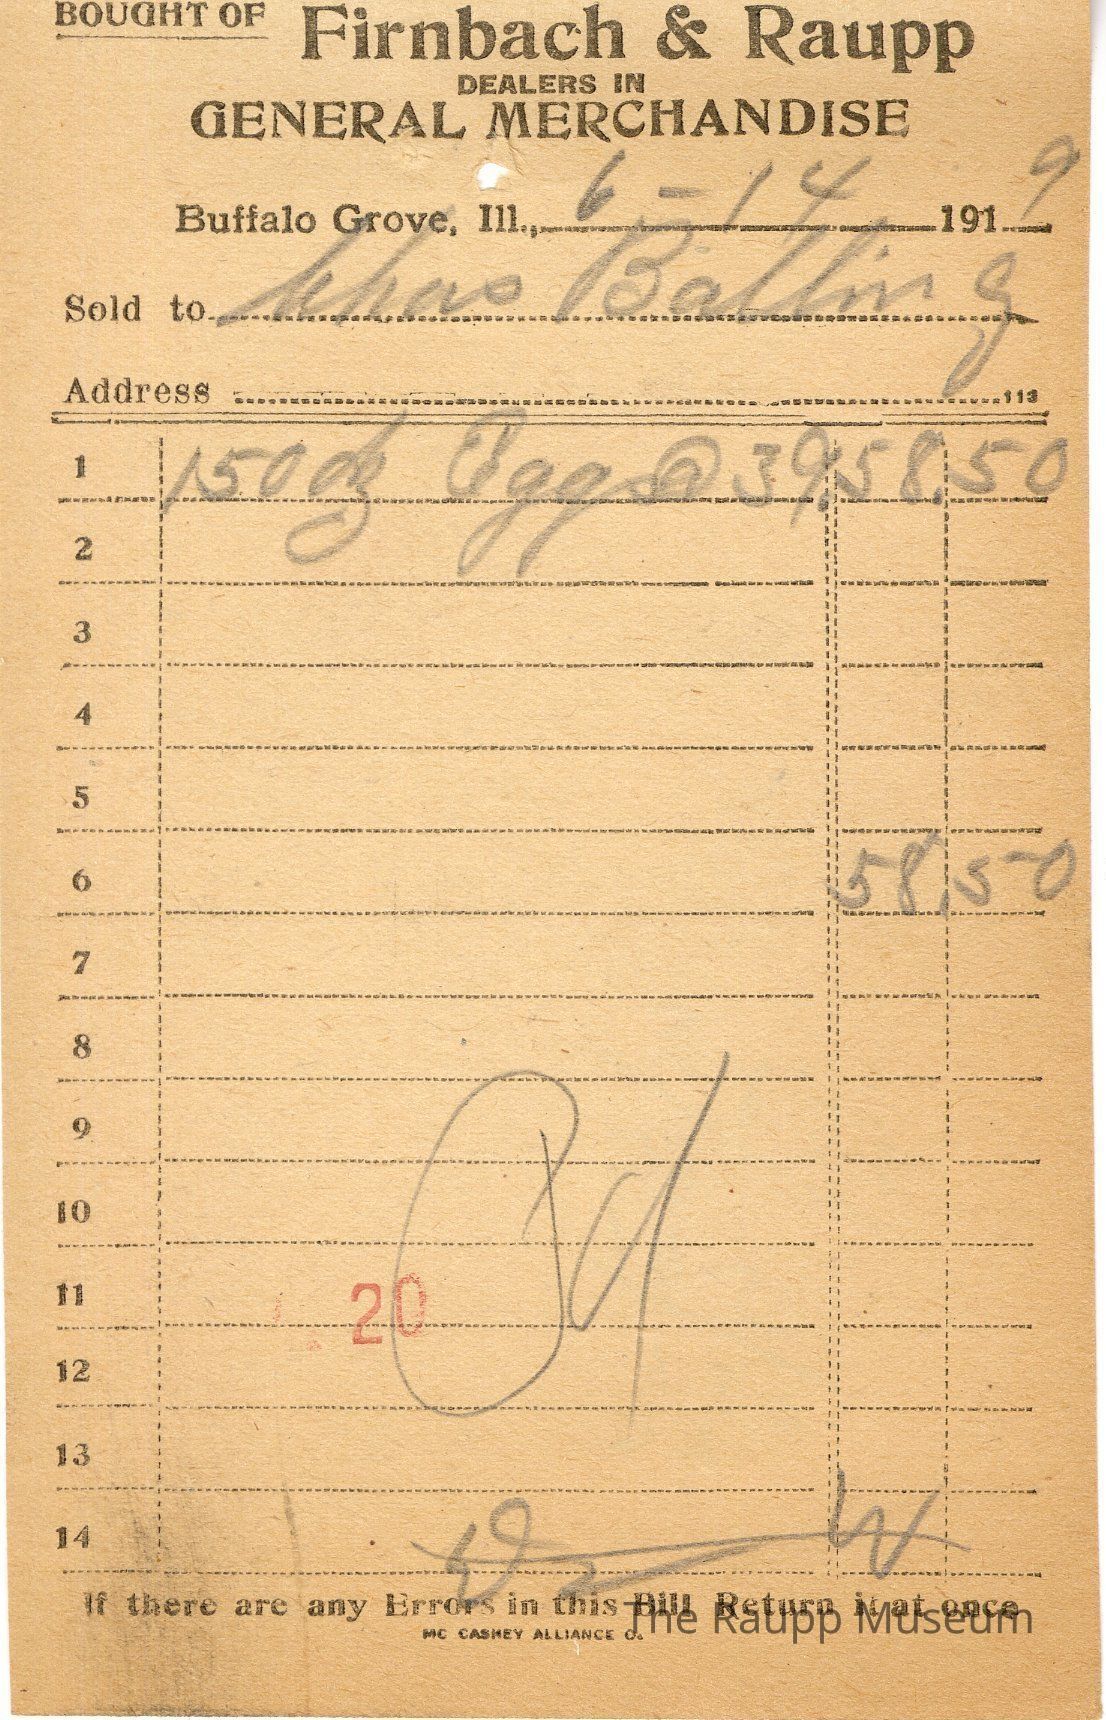 BOUGHT OF Firnbach & Raupp
DEALERS IN
GENERAL MERCHANDISE
Buffalo Grove, Ill., 6-14 1919
Sold to Chas Batling
Address 113
1 150 dz Eggs @ 39 58.50
2
3
4
5
6 58.50
7
8
9
10
11 20
12
13
14
Pd
If there are any Errors in this Bill Return it at once
MC CASKEY ALLIANCE O.
The Raupp Museum